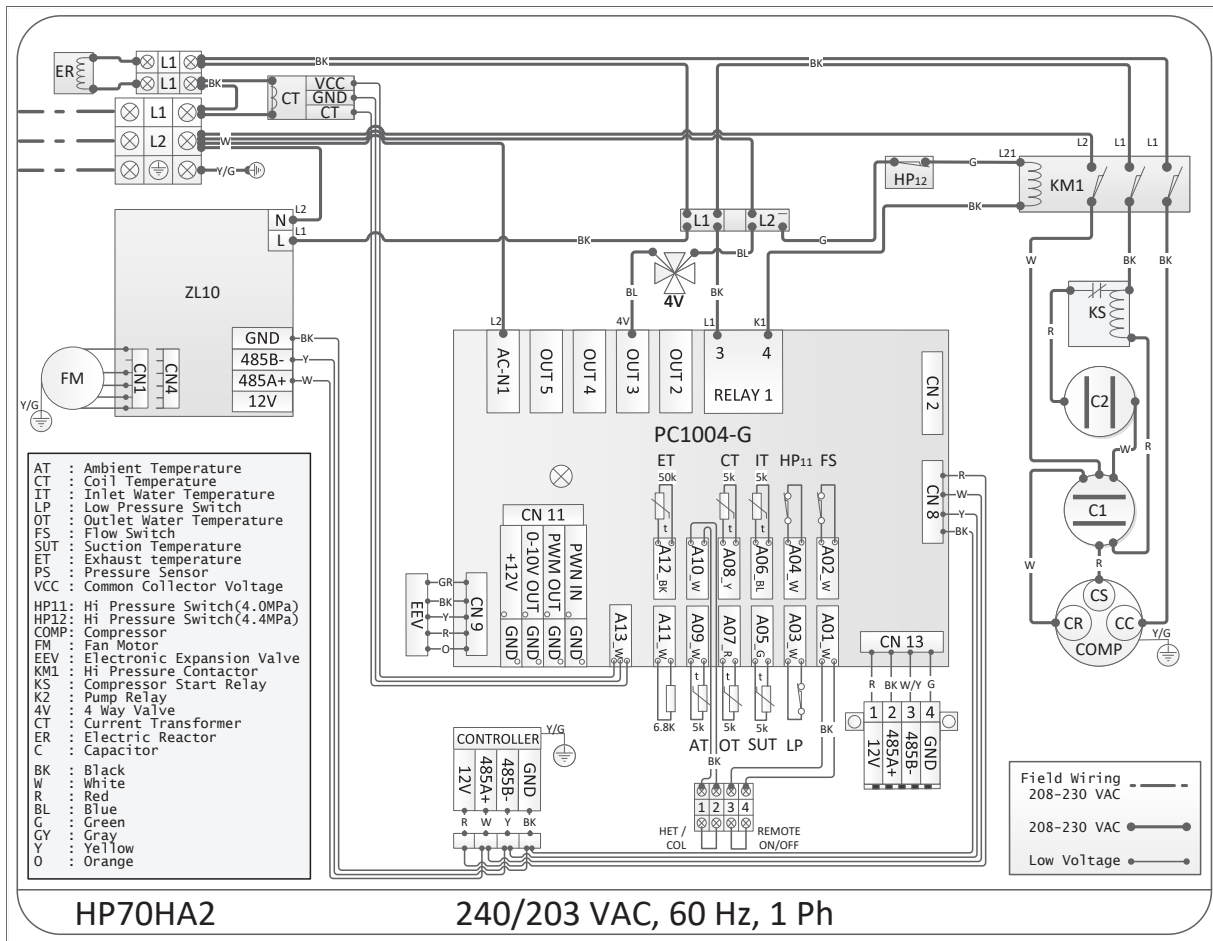 ER
L1
L1
BK
BK
BK
CT
VCC
GND
CT
L1
L2
W
Y/G
L2
L1
L1
HP12
L21
G
KM1
BK
N
L2
L
L1
BK
L1
L2
G
ZL10
BL
4V
BL
BK
W
BK
BK
KS
R
GND
BK
485B-
Y
485A+
W
12V
FM
CN1
CN4
Y/G
L2
4V
L1
K1
AC-N1
OUT 5
OUT 4
OUT 3
OUT 2
3
4
RELAY 1
CN 2
PC1004-G
C2
W
R
ET
CT
IT
HP11
FS
50k
5k
5k
t
t
t
CN 8
R
W
Y
BK
C1
R
W
CN 11
+12V
0-10V OUT
PWM OUT
PWN IN
GND
GND
GND
GND
A12_BK
A10_W
A08_Y
A06_BL
A04_W
A02_W
A13_W
A11_W
A09_W
A07_R
A05_G
A03_W
A01_W
EEV
GR
BK
Y
R
O
CN 9
CS
CR
CC
COMP
Y/G
CN 13
R
BK
W/Y
G
1
2
3
4
12V
485A+
485B-
GND
t
t
t
6.8K
5k
5k
5k
AT
OT
SUT
LP
BK
BK
CONTROLLER
Y/G
12V
485A+
485B-
GND
R
W
Y
BK
1
2
3
4
HET /
COL
REMOTE
ON/OFF
AT : Ambient Temperature
CT : Coil Temperature
IT : Inlet Water Temperature
LP : Low Pressure Switch
OT : Outlet Water Temperature
FS : Flow Switch
SUT : Suction Temperature
ET : Exhaust temperature
PS : Pressure Sensor
VCC : Common Collector Voltage
HP11: Hi Pressure Switch(4.0MPa)
HP12: Hi Pressure Switch(4.4MPa)
COMP: Compressor
FM : Fan Motor
EEV : Electronic Expansion Valve
KM1 : Hi Pressure Contactor
KS : Compressor Start Relay
K2 : Pump Relay
4V : 4 Way Valve
CT : Current Transformer
ER : Electric Reactor
C : Capacitor
BK : Black
W : White
R : Red
BL : Blue
G : Green
GY : Gray
Y : Yellow
O : Orange
Field Wiring
208-230 VAC
208-230 VAC
Low Voltage
HP70HA2
240/203 VAC, 60 Hz, 1 Ph